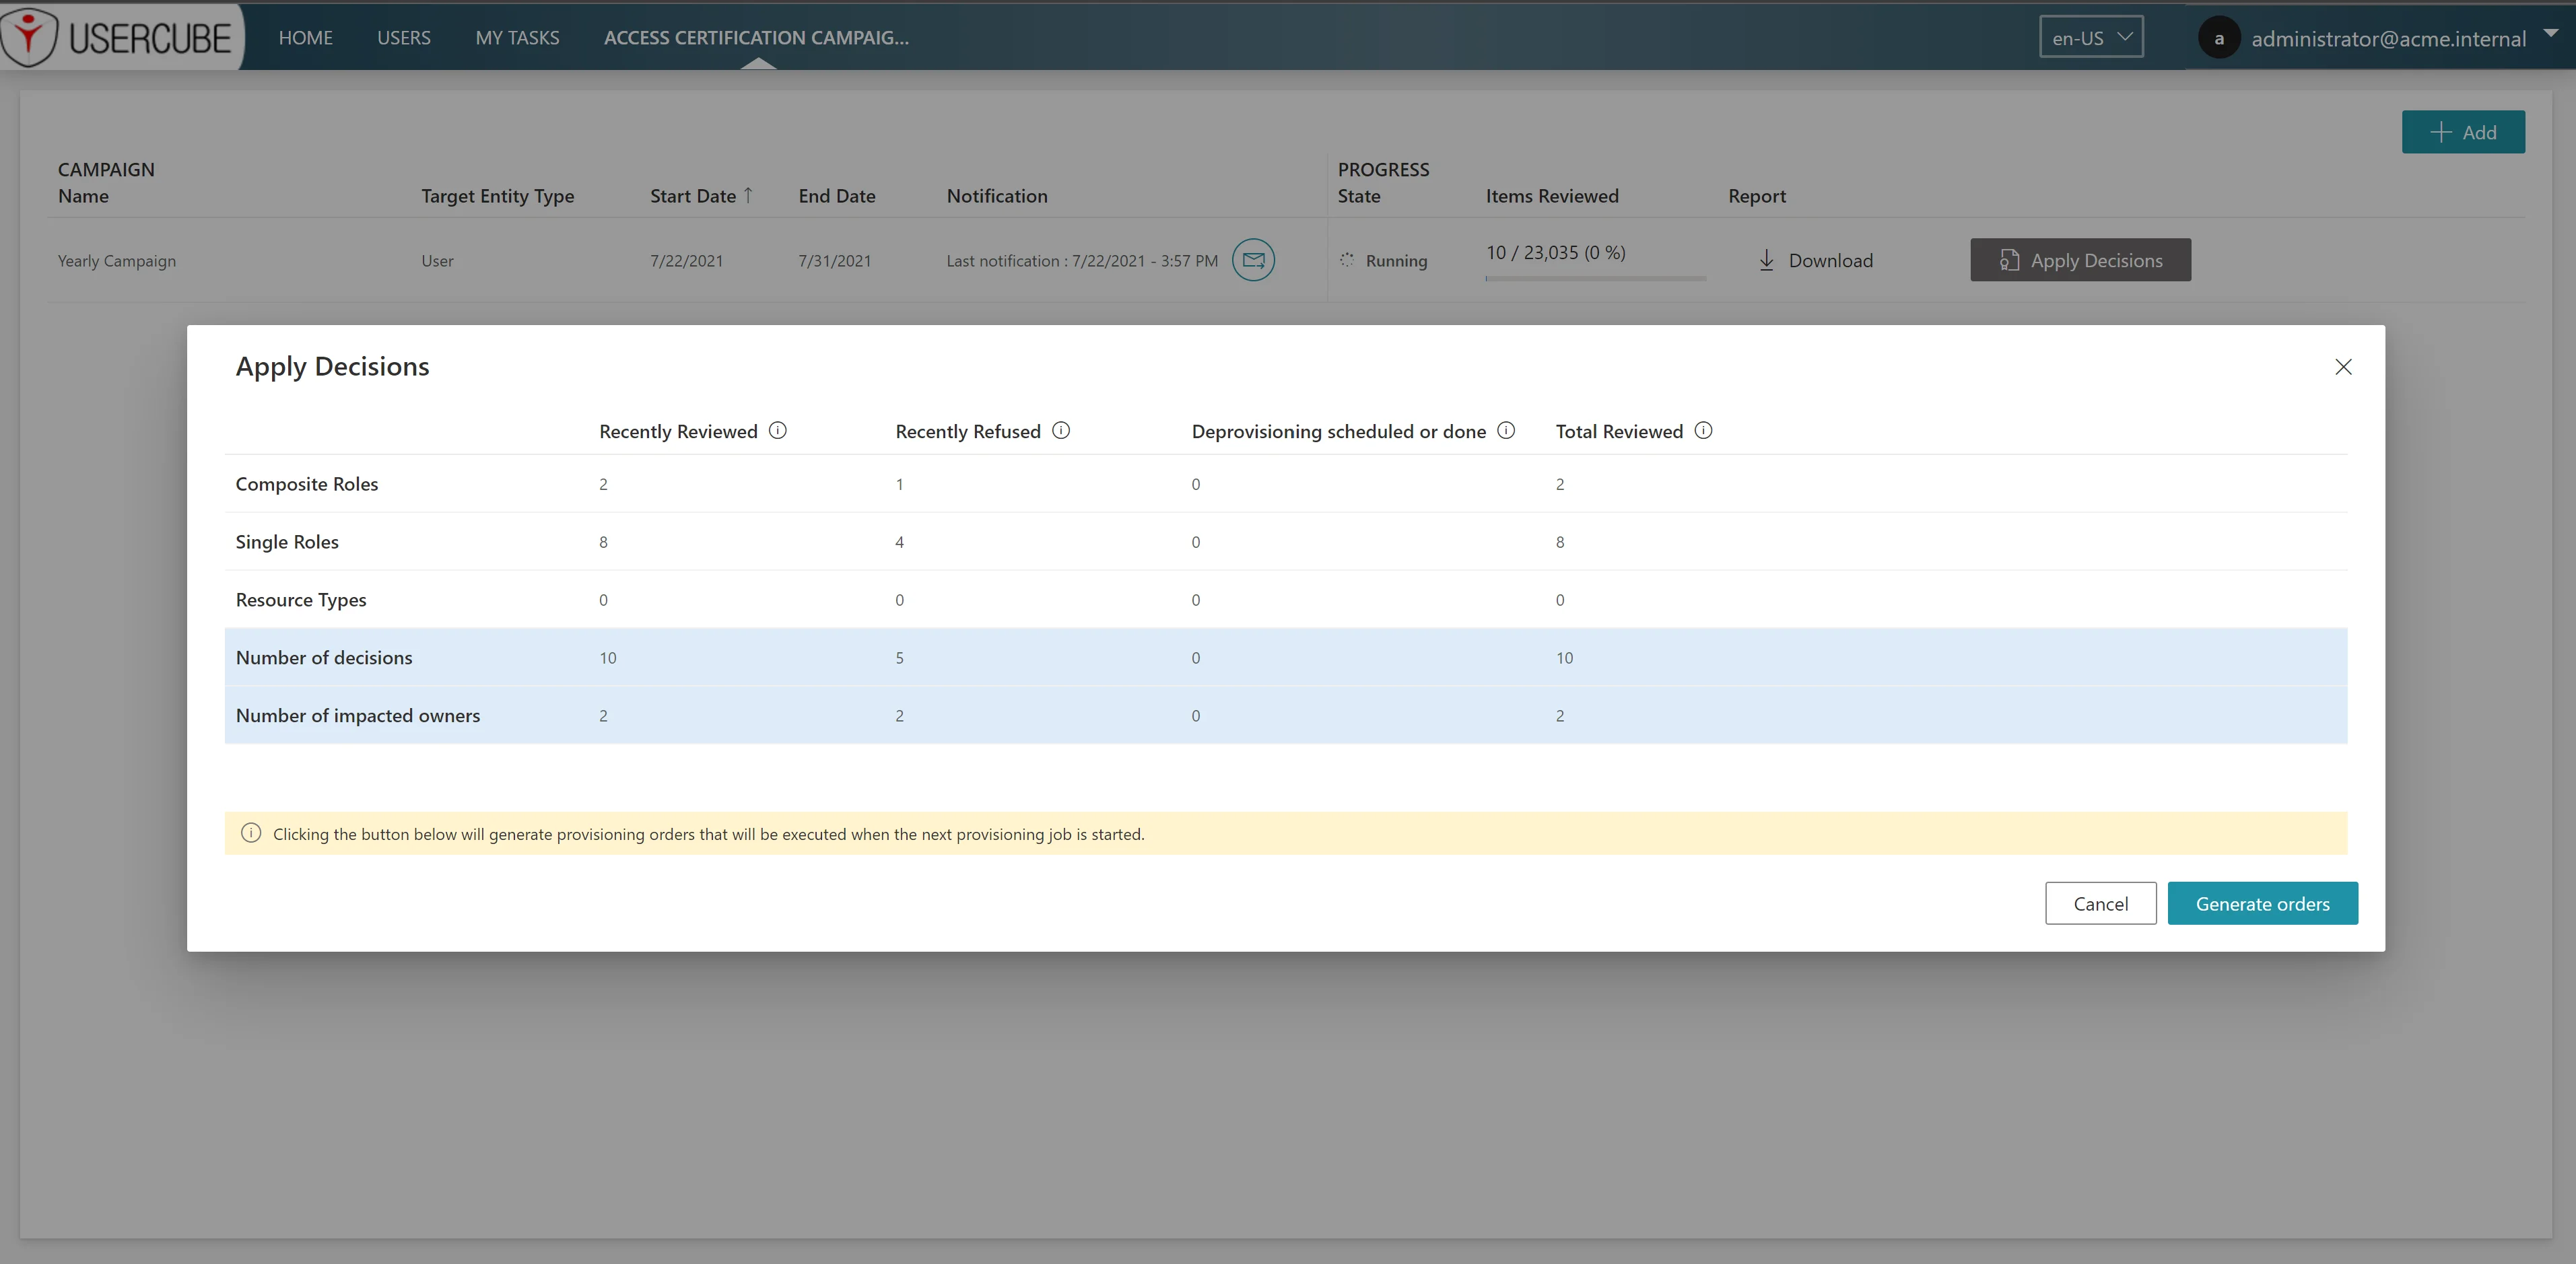 USERCUBE HOME USERS MY TASKS ACCESS CERTIFICATION CAMPAIG... en-US a administrator@acme.internal
Add
CAMPAIGN PROGRESS
Name Target Entity Type Start Date ↑ End Date Notification State Items Reviewed Report
Yearly Campaign User 7/22/2021 7/31/2021 Last notification : 7/22/2021 - 3:57 PM Running 10 / 23,035 (0 %) Download Apply Decisions
Apply Decisions
Recently Reviewed Recently Refused Deprovisioning scheduled or done Total Reviewed
Composite Roles 2 1 0 2
Single Roles 8 4 0 8
Resource Types 0 0 0 0
Number of decisions 10 5 0 10
Number of impacted owners 2 2 0 2
Clicking the button below will generate provisioning orders that will be executed when the next provisioning job is started.
Cancel Generate orders